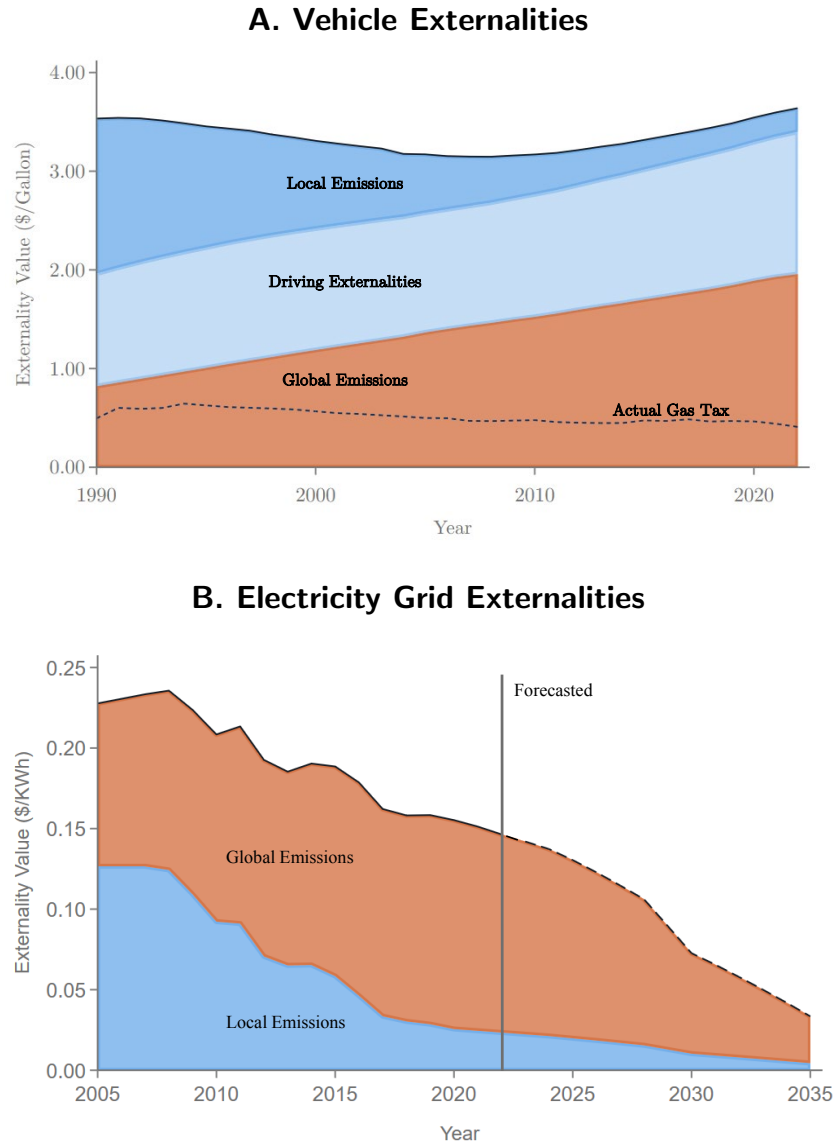 A. Vehicle Externalities
4.00
3.00
2.00
1.00
0.00
Externality Value ($/Gallon)
Local Emissions
Driving Externalities
Global Emissions
Actual Gas Tax
1990
2000
2010
2020
Year
B. Electricity Grid Externalities
0.25
0.20
0.15
0.10
0.05
0.00
Externality Value ($/KWh)
Forecasted
Global Emissions
Local Emissions
2005
2010
2015
2020
2025
2030
2035
Year